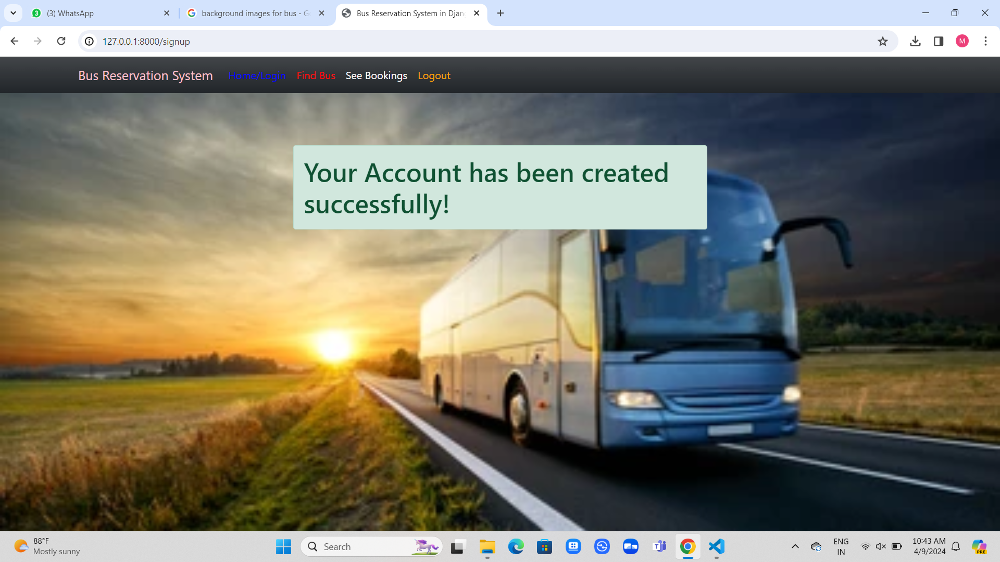 (3) WhatsApp
background images for bus - G
Bus Reservation System in Djan
127.0.0.1:8000/signup
M
Bus Reservation System
Home/Login
Find Bus
See Bookings
Logout
Your Account has been created
successfully!
88°F
Mostly sunny
Search
ENG
IN
10:43 AM
4/9/2024
PRE